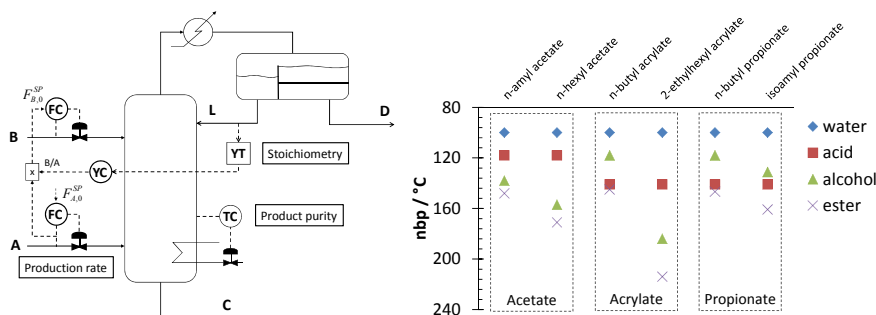 F_{B,0}^{SP}
FC
B
L
D
YT
Stoichiometry
B/A
x
YC
F_{A,0}^{SP}
FC
TC
Product purity
A
Production rate
C
n-amyl acetate
n-hexyl acetate
n-butyl acrylate
2-ethylhexyl acrylate
n-butyl propionate
isoamyl propionate
nbp / °C
80
120
160
200
240
Acetate
Acrylate
Propionate
water
acid
alcohol
ester